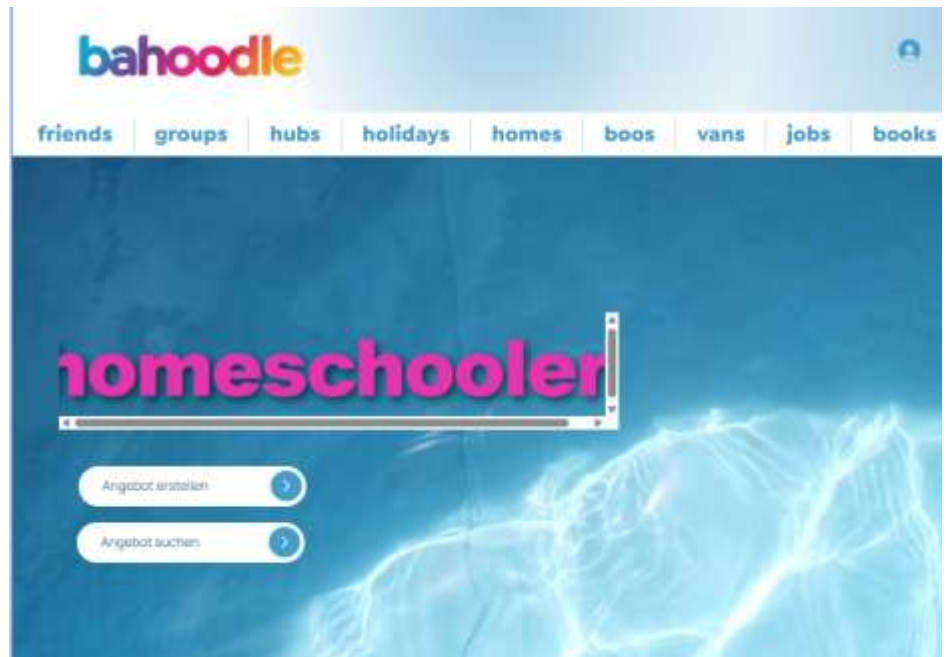 bahoodle
friends groups hubs holidays homes boos vans jobs books
homeschooler
Angebot erstellen
Angebot suchen